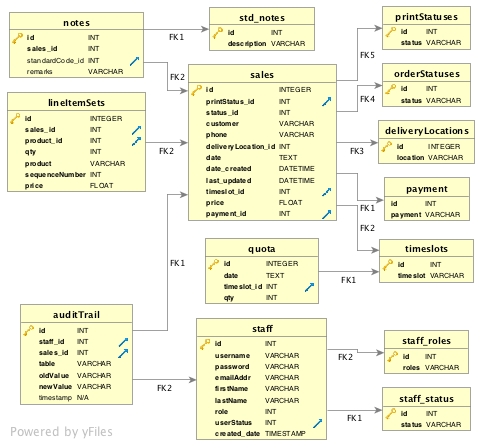 notes
id INT
sales_id INT
standardCode_id INT
remarks VARCHAR
FK1
std_notes
id INT
description VARCHAR
printStatuses
id INT
status VARCHAR
FK5
FK2
sales
id INTEGER
printStatus_id INT
status_id INT
customer VARCHAR
phone VARCHAR
deliveryLocation_id INT
date TEXT
date_created DATETIME
last_updated DATETIME
timeslot_id INT
price FLOAT
payment_id INT
orderStatuses
id INT
status VARCHAR
FK4
lineItemSets
id INTEGER
sales_id INT
product_id INT
qty INT
product VARCHAR
sequenceNumber INTEGER
price FLOAT
FK2
deliveryLocations
id INTEGER
location VARCHAR
FK3
payment
id INT
payment VARCHAR
FK1
FK2
timeslots
id INT
timeslot VARCHAR
quota
id INTEGER
date TEXT
timeslot_id INT
qty INT
FK1
FK1
auditTrail
id INT
staff_id INT
sales_id INT
table VARCHAR
oldValue VARCHAR
newValue VARCHAR
timestamp N/A
FK2
staff
id INT
username VARCHAR
password VARCHAR
emailAddr VARCHAR
firstName VARCHAR
lastName VARCHAR
role INT
userStatus INT
created_date TIMESTAMP
staff_roles
id INT
roles VARCHAR
FK2
staff_status
id INT
status VARCHAR
FK1
Powered by yFiles